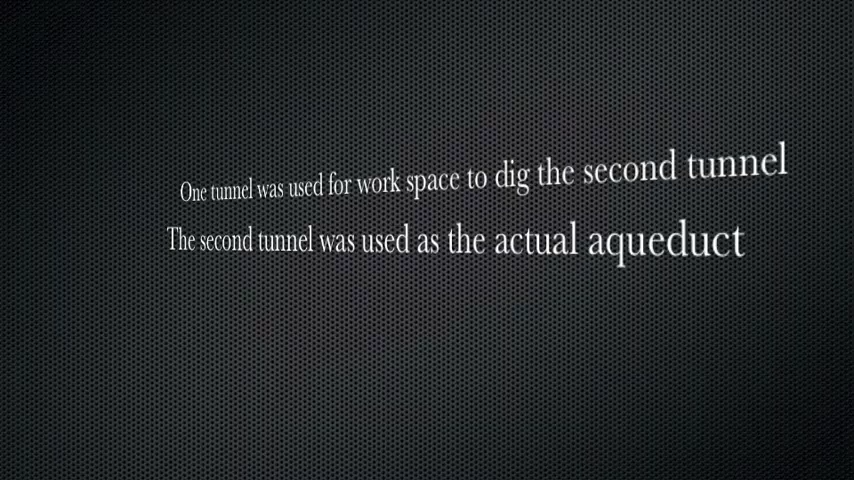 One tunnel was used for work space to dig the second tunnel
The second tunnel was used as the actual aqueduct